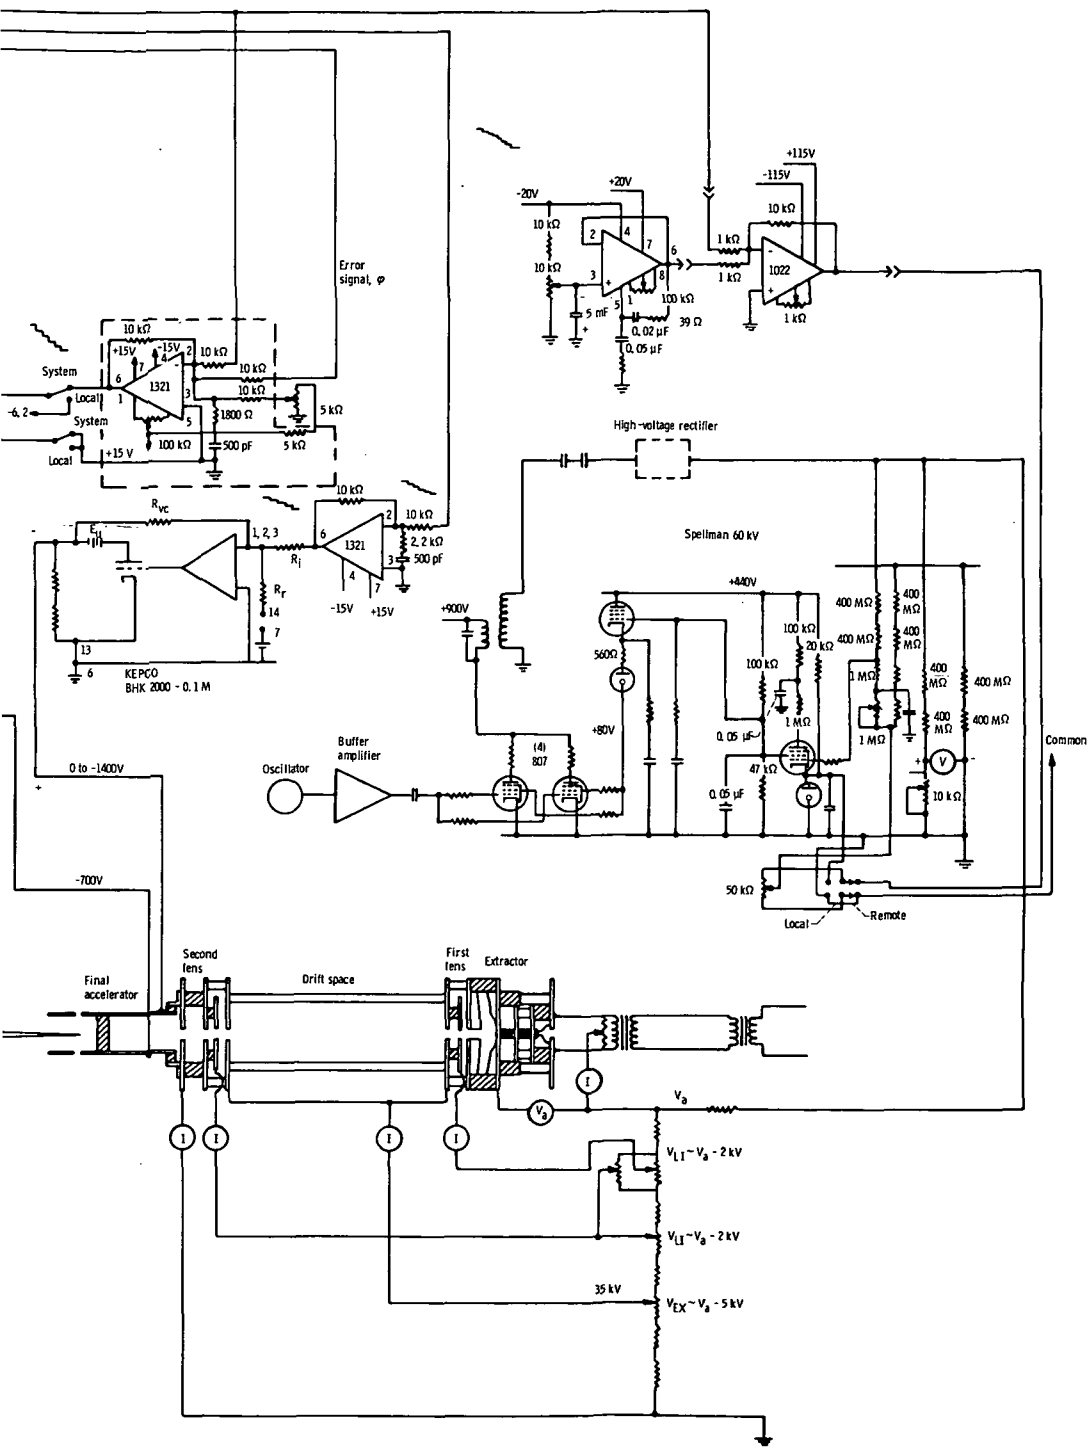 +115V
-115V
+20V
-20V
10 kΩ
10 kΩ
2
4
7
6
1 kΩ
-
1022
+
Error
signal, φ
10 kΩ
3
+
8
5
1
100 kΩ
1 kΩ
1 kΩ
-
5 mF
+
0.02 μF
39 Ω
0.05 μF
10 kΩ
+15V
-15V
7
4
2
-
10 kΩ
System
6
1321
10 kΩ
10 kΩ
Local
1
3
5 kΩ
-6.2
System
5
1800 Ω
100 kΩ
500 pF
5 kΩ
Local
+15 V
High-voltage rectifier
10 kΩ
Rvc
2
10 kΩ
1, 2, 3
6
1321
2.2 kΩ
Spellman 60 kV
Ri
3
500 pF
4
7
Rr
-15V
+15V
14
7
+900V
+440V
400 MΩ
400
MΩ
400 MΩ
400
MΩ
100 kΩ
20 kΩ
560Ω
100 kΩ
1 MΩ
400
MΩ
400 MΩ
13
6
KEPCO
BHK 2000 - 0.1 M
1 MΩ
1 MΩ
400
MΩ
400 MΩ
+80V
0.05 μF
Buffer
amplifier
(4)
807
Common
Oscillator
47 kΩ
+
V
-
0 to -1400V
+
0.05 μF
10 kΩ
-700V
50 kΩ
Local
Remote
Second
lens
Drift space
First
lens
Extractor
Final
accelerator
I
Va
Va
I
I
I
I
VLI ~ Va - 2 kV
VLI ~ Va - 2 kV
35 kV
VEX ~ Va - 5 kV